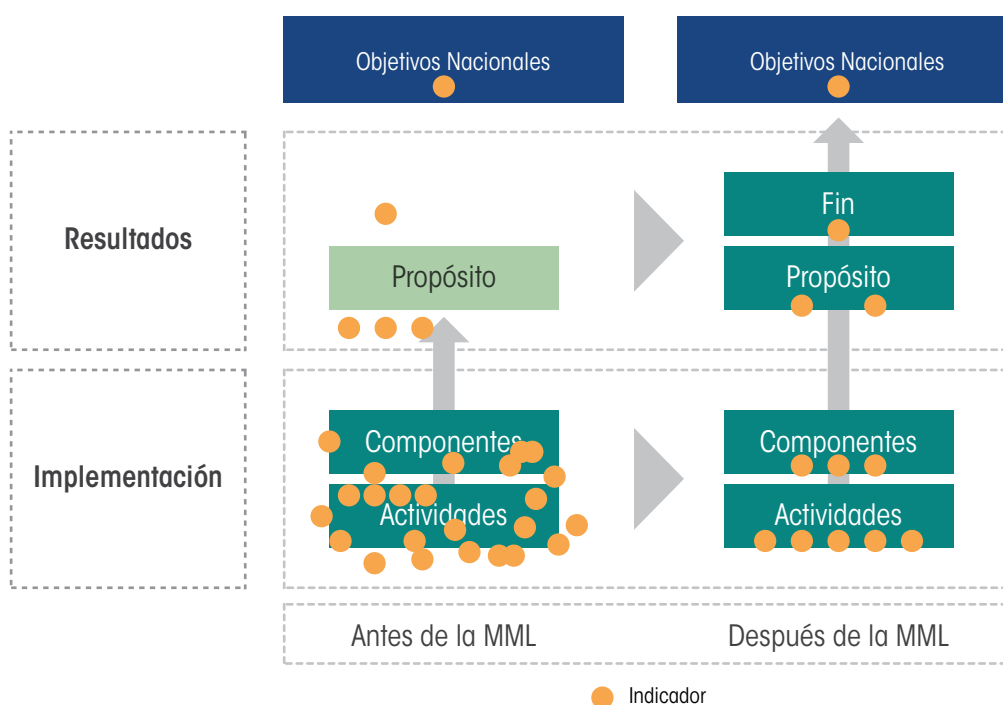 Objetivos Nacionales
Objetivos Nacionales
Resultados
Propósito
Fin
Propósito
Implementación
Componentes
Actividades
Componentes
Actividades
Antes de la MML
Después de la MML
Indicador